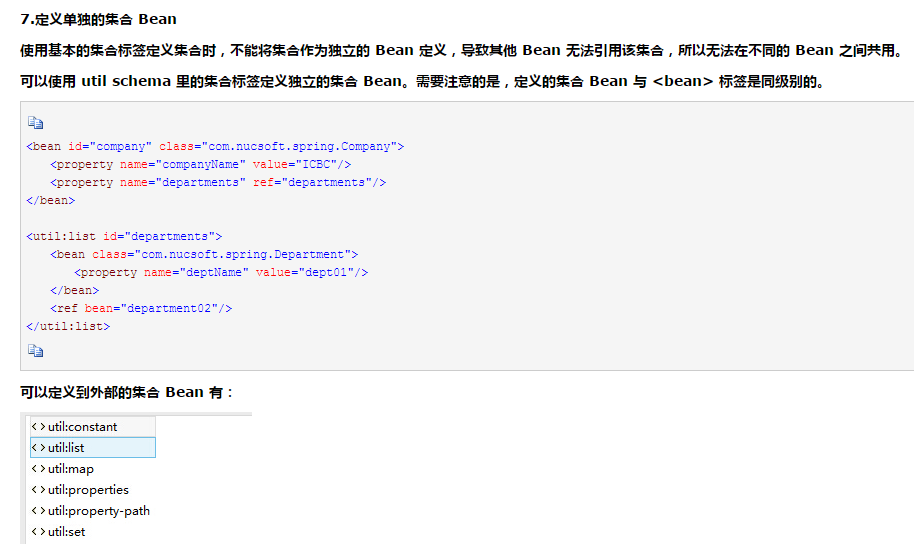 7.定义单独的集合 Bean
使用基本的集合标签定义集合时，不能将集合作为独立的 Bean 定义，导致其他 Bean 无法引用该集合，所以无法在不同的 Bean 之间共用。
可以使用 util schema 里的集合标签定义独立的集合 Bean。需要注意的是，定义的集合 Bean 与 <bean> 标签是同级别的。
<bean id="company" class="com.nucsoft.spring.Company">
<property name="companyName" value="ICBC"/>
<property name="departments" ref="departments"/>
</bean>
<util:list id="departments">
<bean class="com.nucsoft.spring.Department">
<property name="deptName" value="dept01"/>
</bean>
<ref bean="department02"/>
</util:list>
可以定义到外部的集合 Bean 有：
<> util:constant
<> util:list
<> util:map
<> util:properties
<> util:property-path
<> util:set